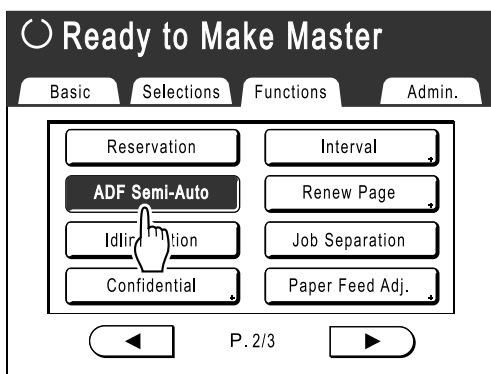 Ready to Make Master
Basic Selections Functions Admin.
Reservation Interval
ADF Semi-Auto Renew Page
Job Separation
Confidential Paper Feed Adj.
P. 2/3